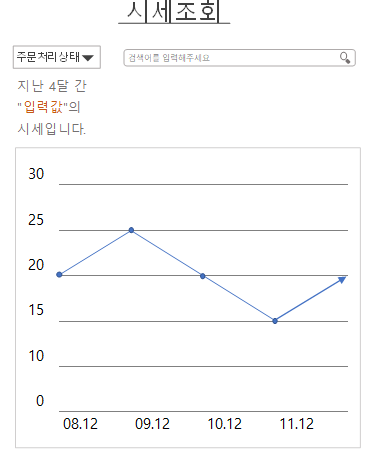 시세조회
주문처리상태
검색어를 입력해주세요.
지난 4달 간
"입력값"의
시세입니다.
30
25
20
15
10
0
08.12 09.12 10.12 11.12